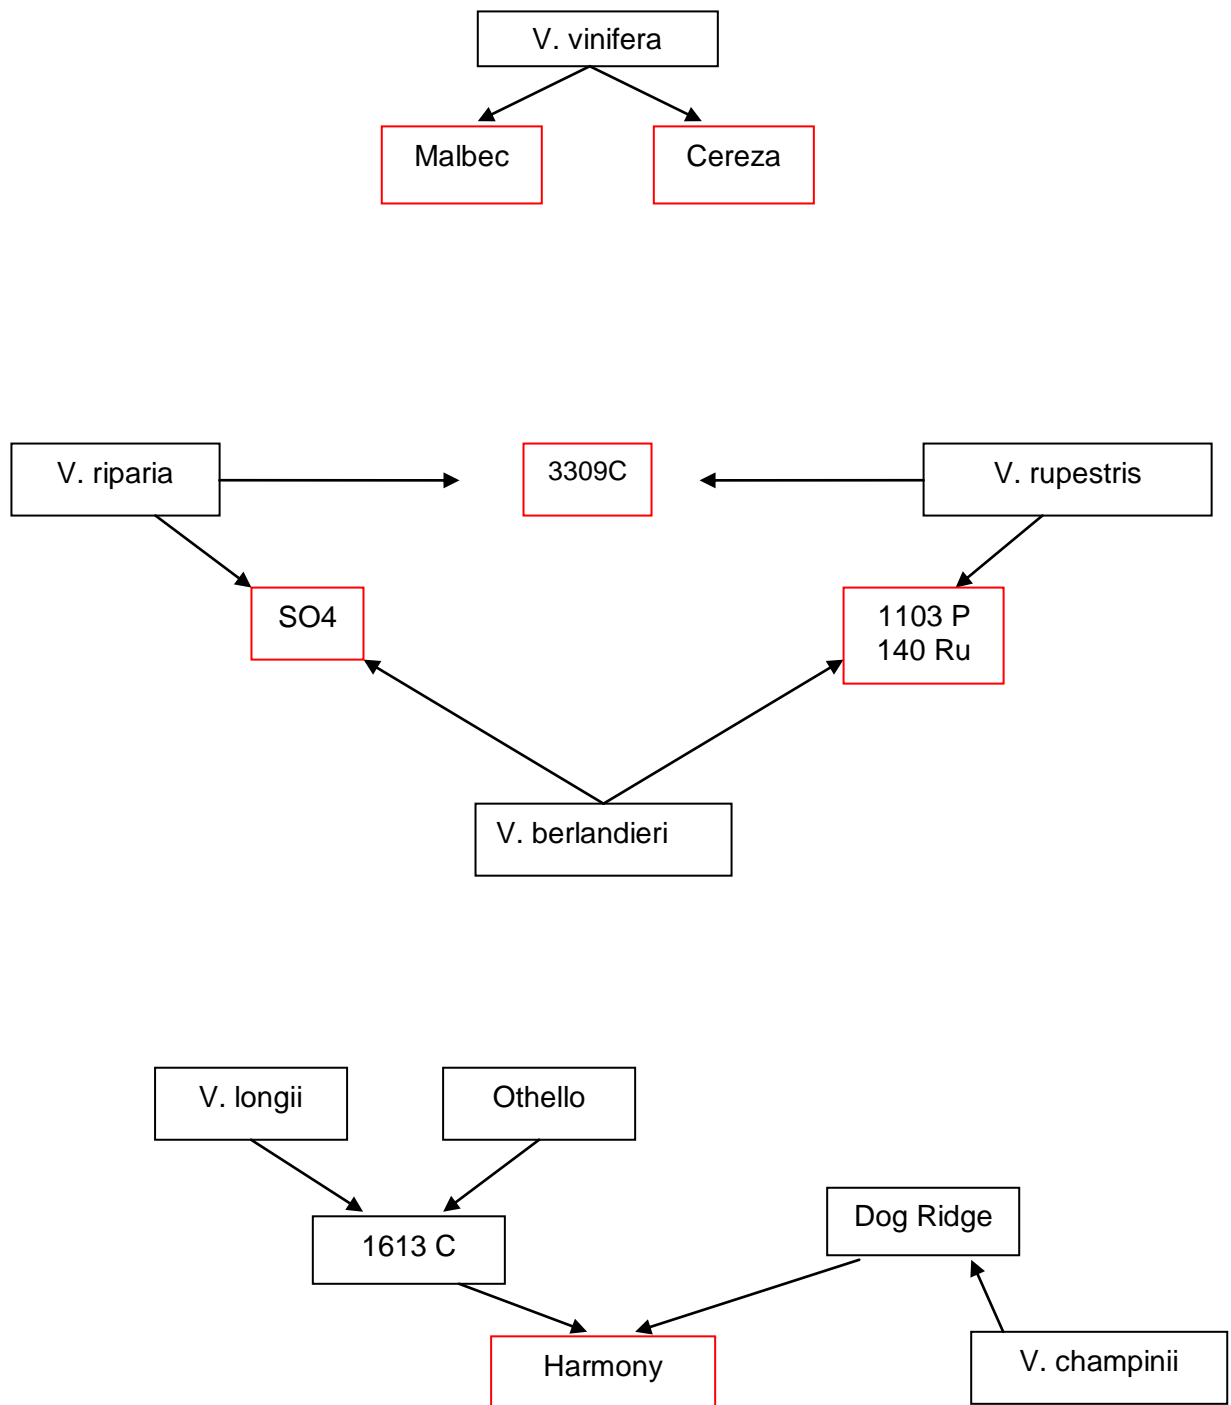 V. vinifera
Malbec
Cereza
V. riparia
3309C
V. rupestris
SO4
1103 P
140 Ru
V. berlandieri
V. longii
Othello
1613 C
Dog Ridge
Harmony
V. champinii